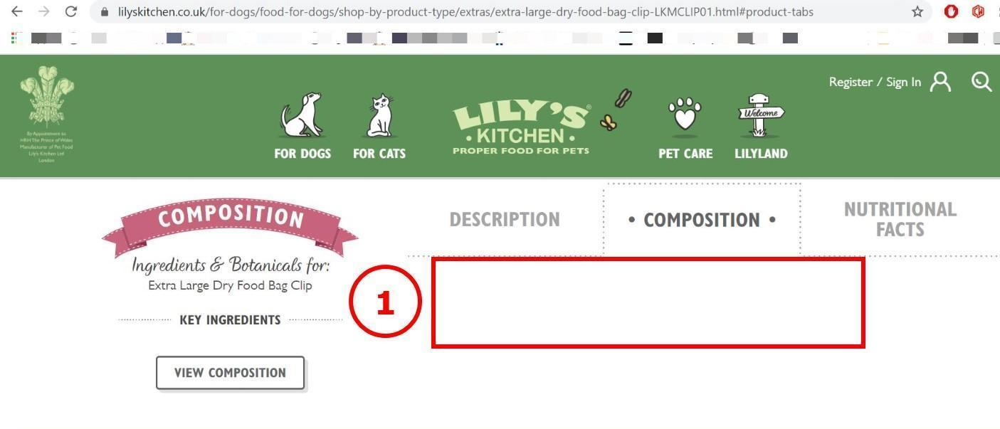 lilyskitchen.co.uk/for-dogs/food-for-dogs/shop-by-product-type/extras/extra-large-dry-food-bag-clip-LKMCLIP01.html#product-tabs
By Appointment to
HRH The Prince of Wales
Manufacturer of Pet Food
Lily's Kitchen Ltd
London
FOR DOGS
FOR CATS
LILY'S®
• KITCHEN •
PROPER FOOD FOR PETS
PET CARE
Welcome
LILYLAND
Register / Sign In
COMPOSITION
Ingredients & Botanicals for:
Extra Large Dry Food Bag Clip
KEY INGREDIENTS
VIEW COMPOSITION
DESCRIPTION
• COMPOSITION •
NUTRITIONAL
FACTS
1